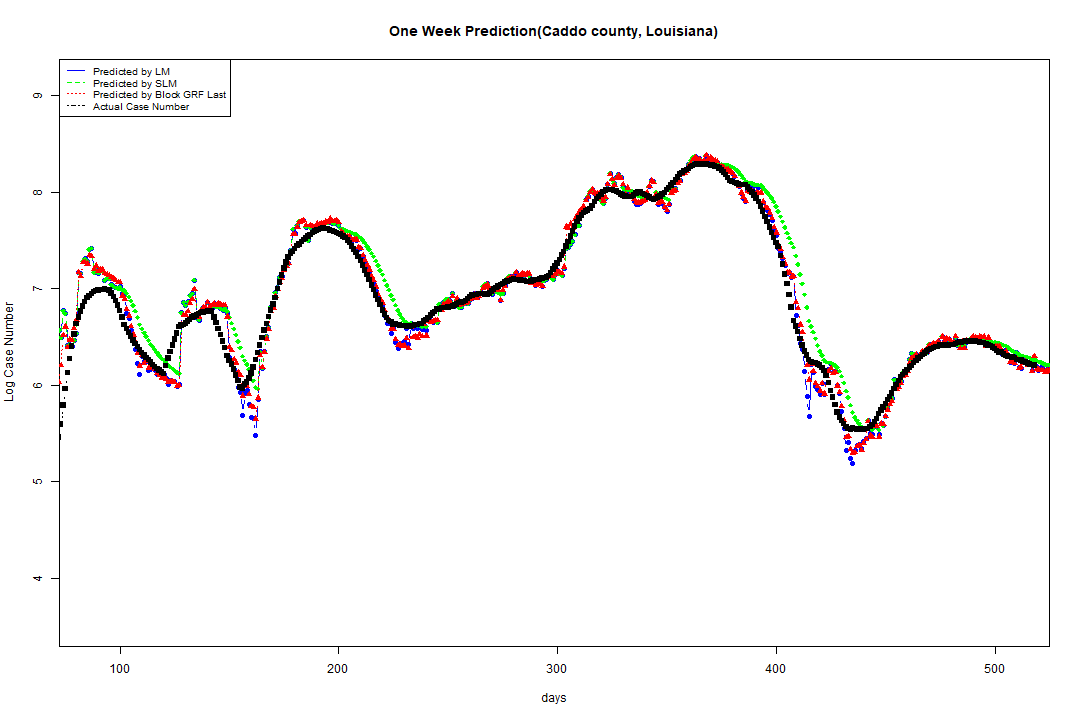 One Week Prediction(Caddo county, Louisiana)
Predicted by LM
Predicted by SLM
Predicted by Block GRF Last
Actual Case Number
9
8
7
6
5
4
Log Case Number
100 200 300 400 500
days